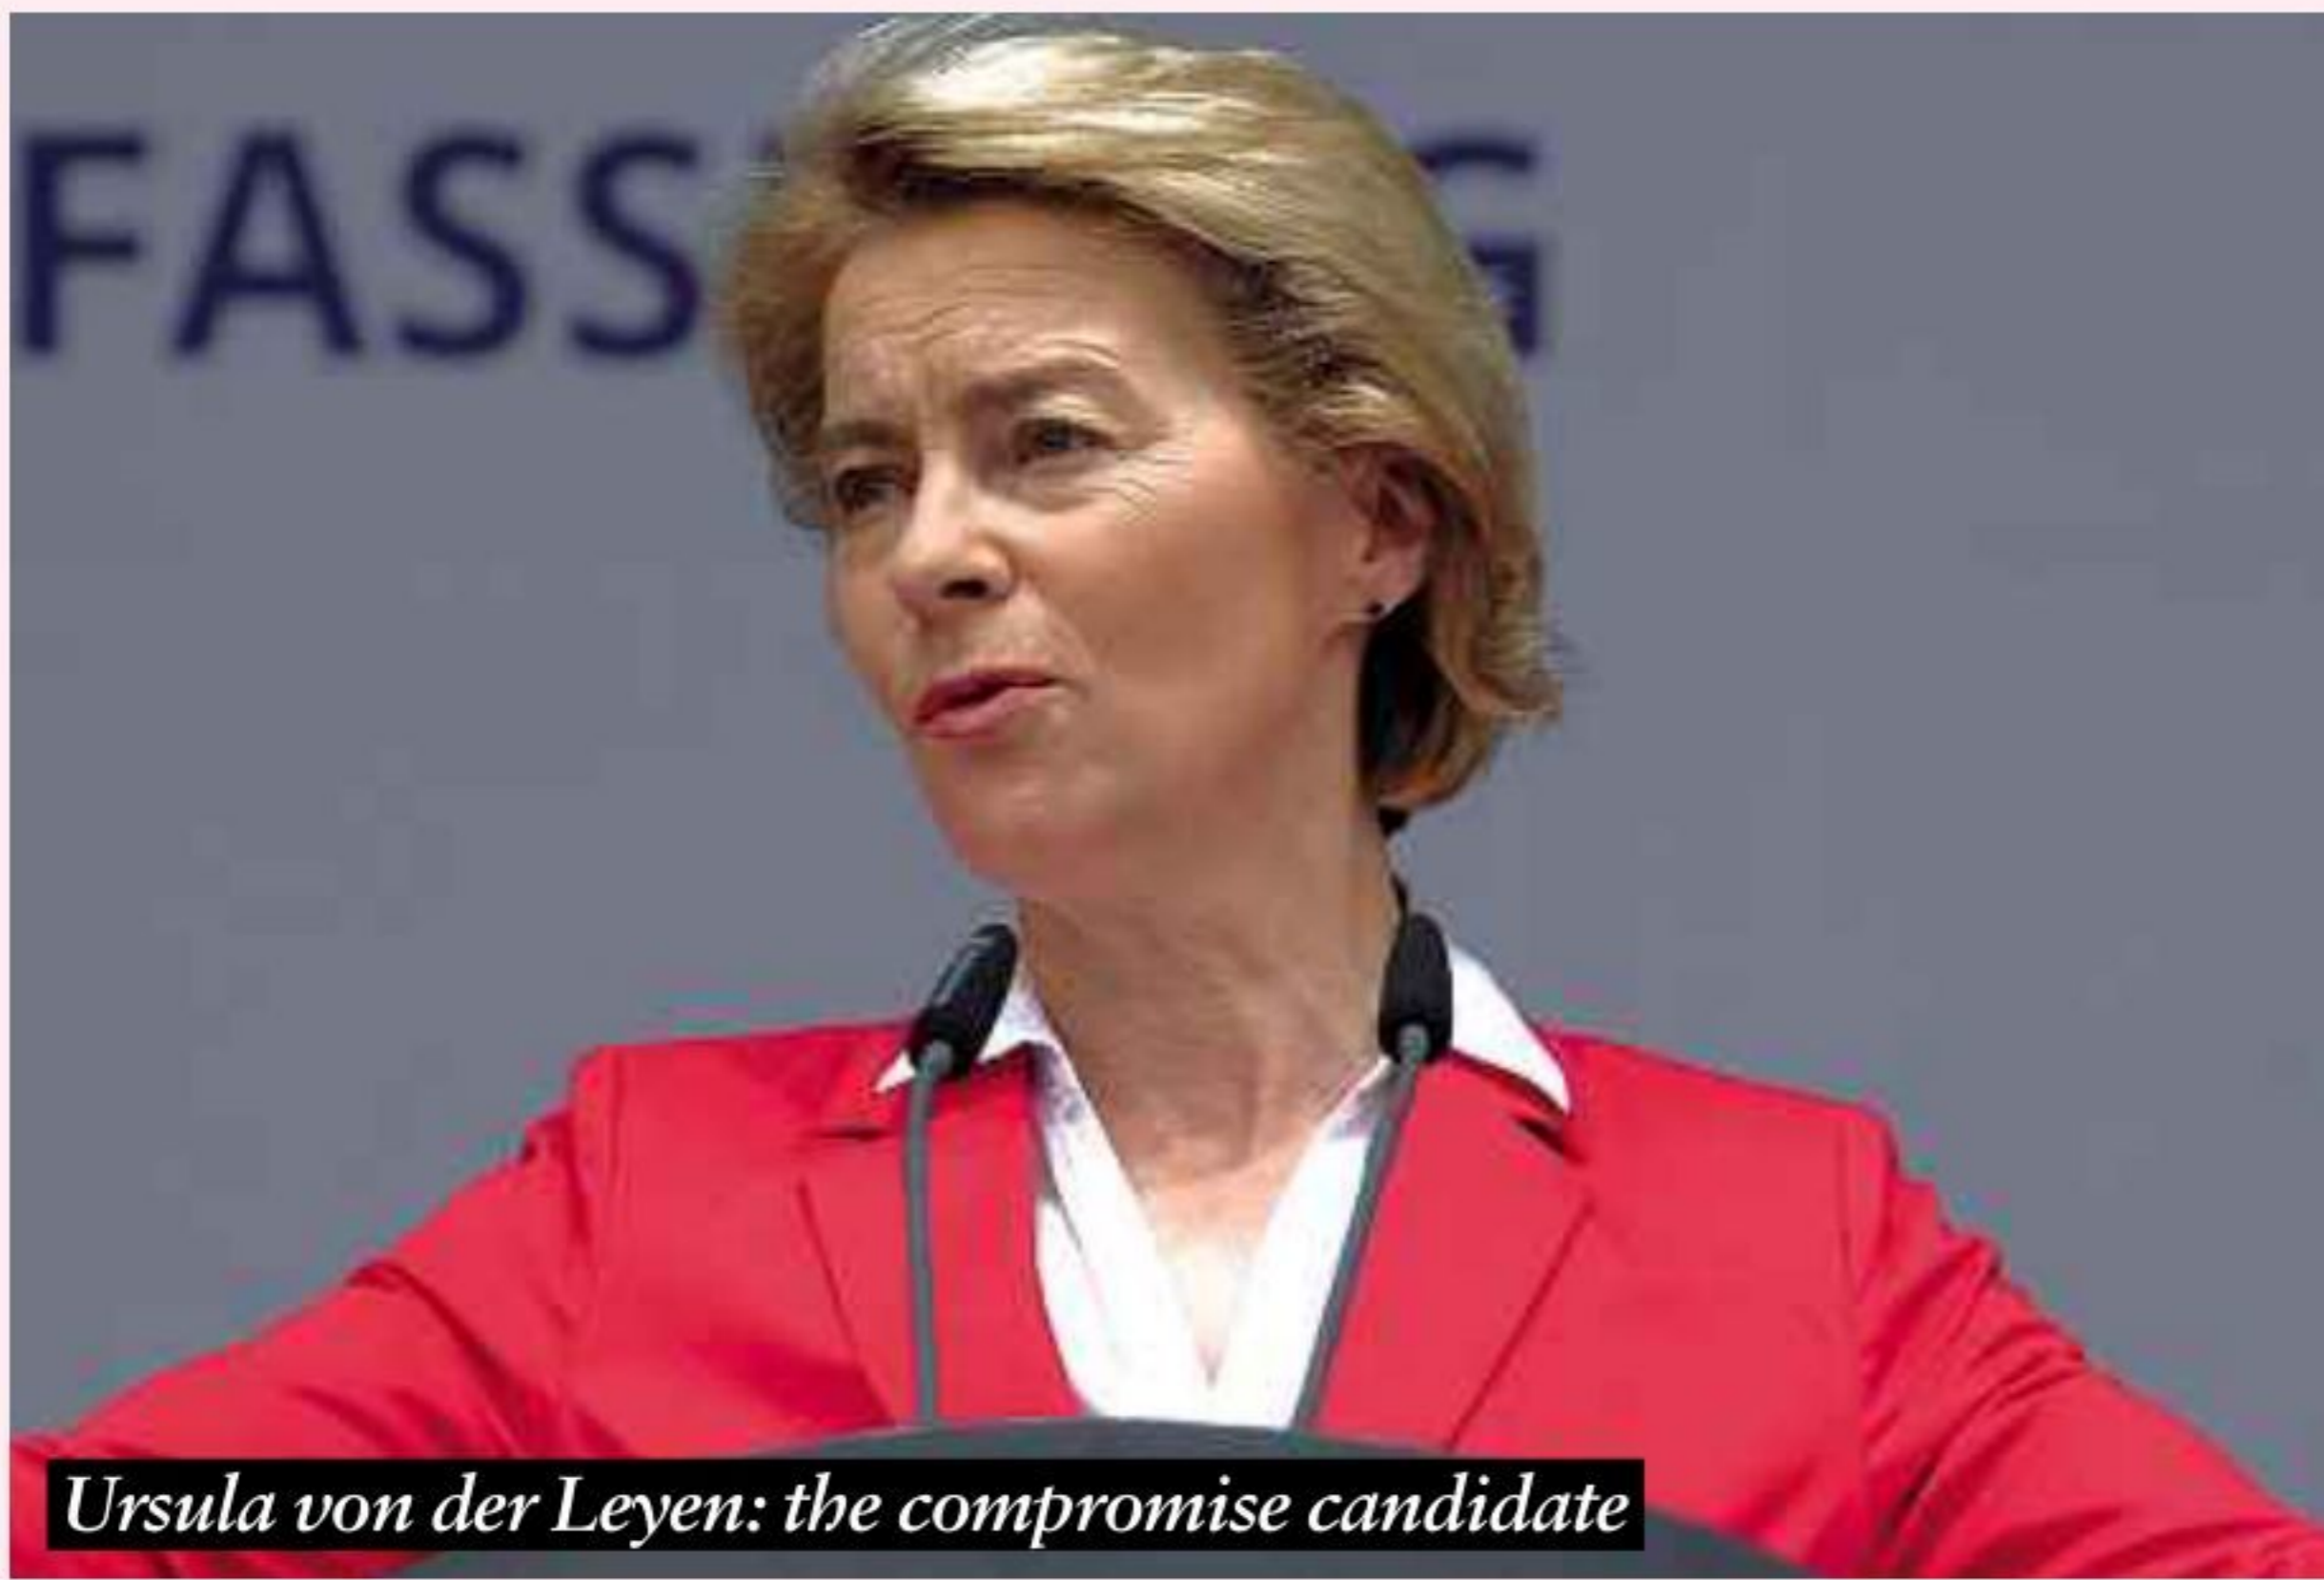 FASS G
Ursula von der Leyen: the compromise candidate